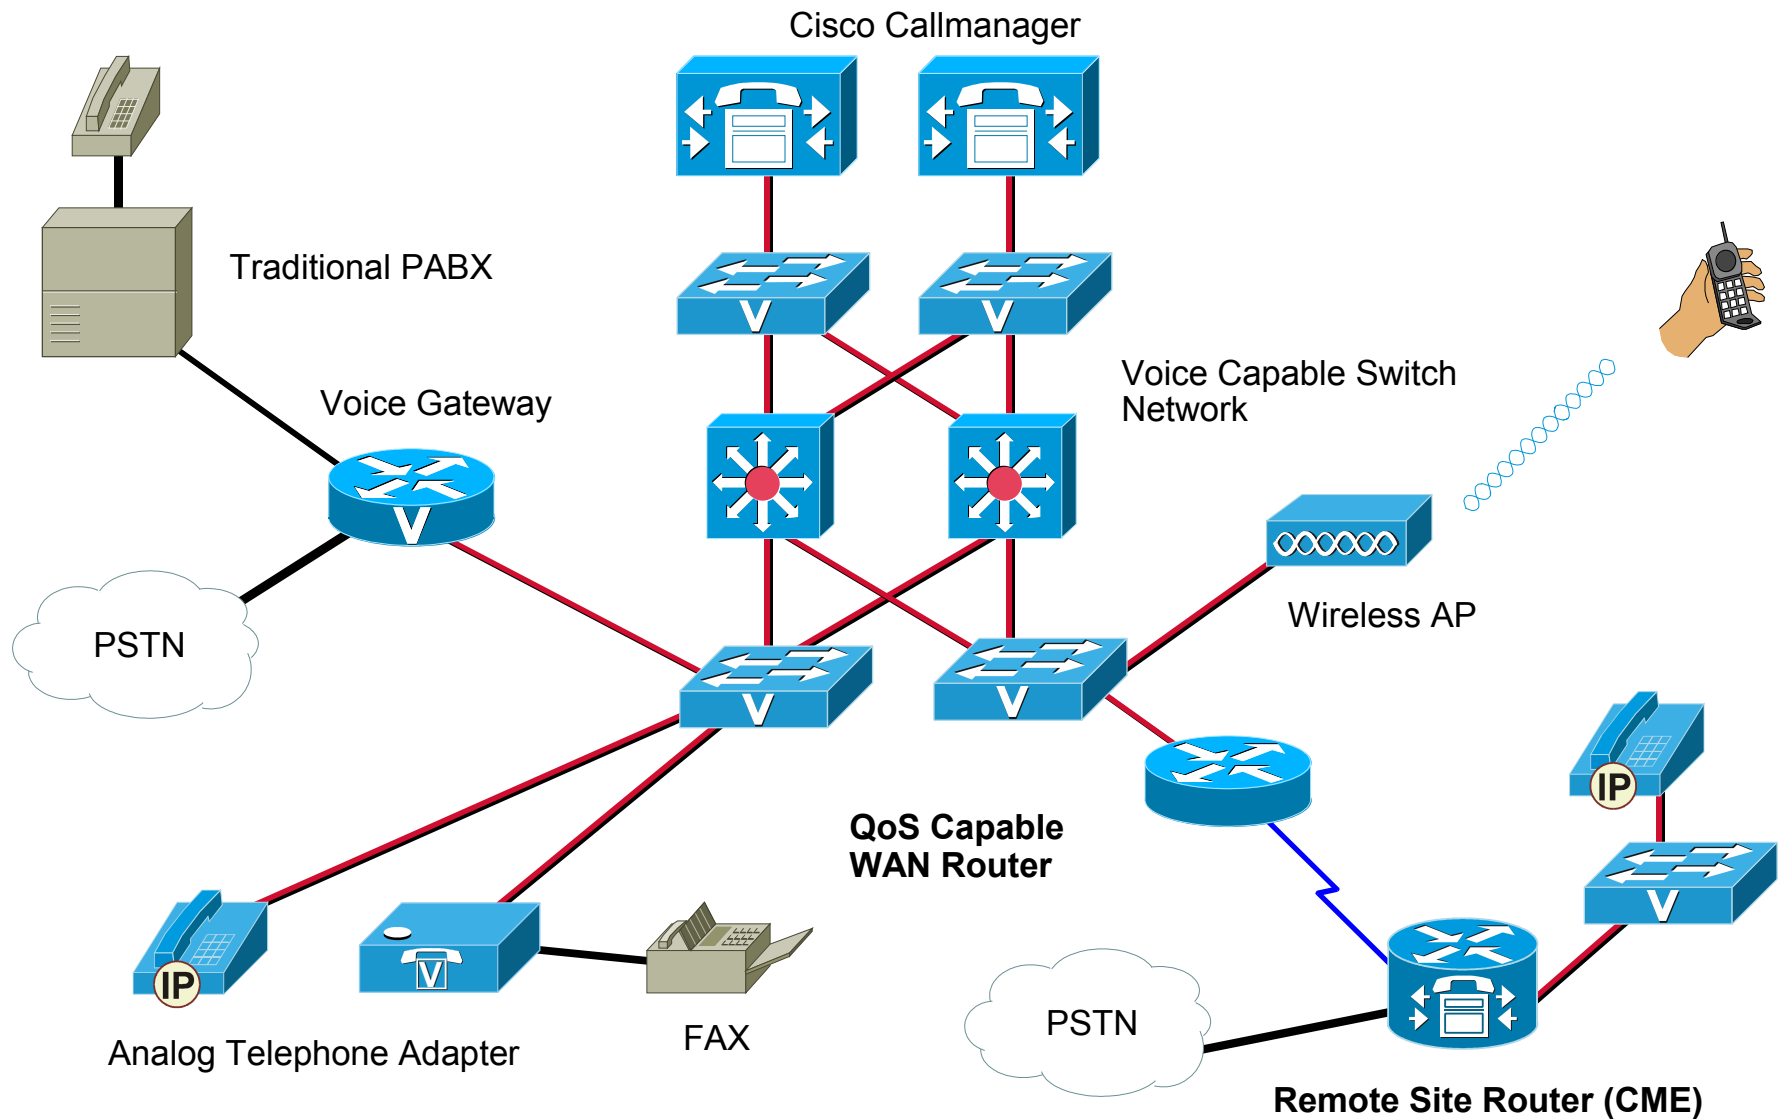 Cisco Callmanager
Traditional PABX
Voice Gateway
Voice Capable Switch
Network
V
V
V
PSTN
Wireless AP
V
V
IP
QoS Capable
WAN Router
V
IP
V
FAX
Analog Telephone Adapter
PSTN
Remote Site Router (CME)